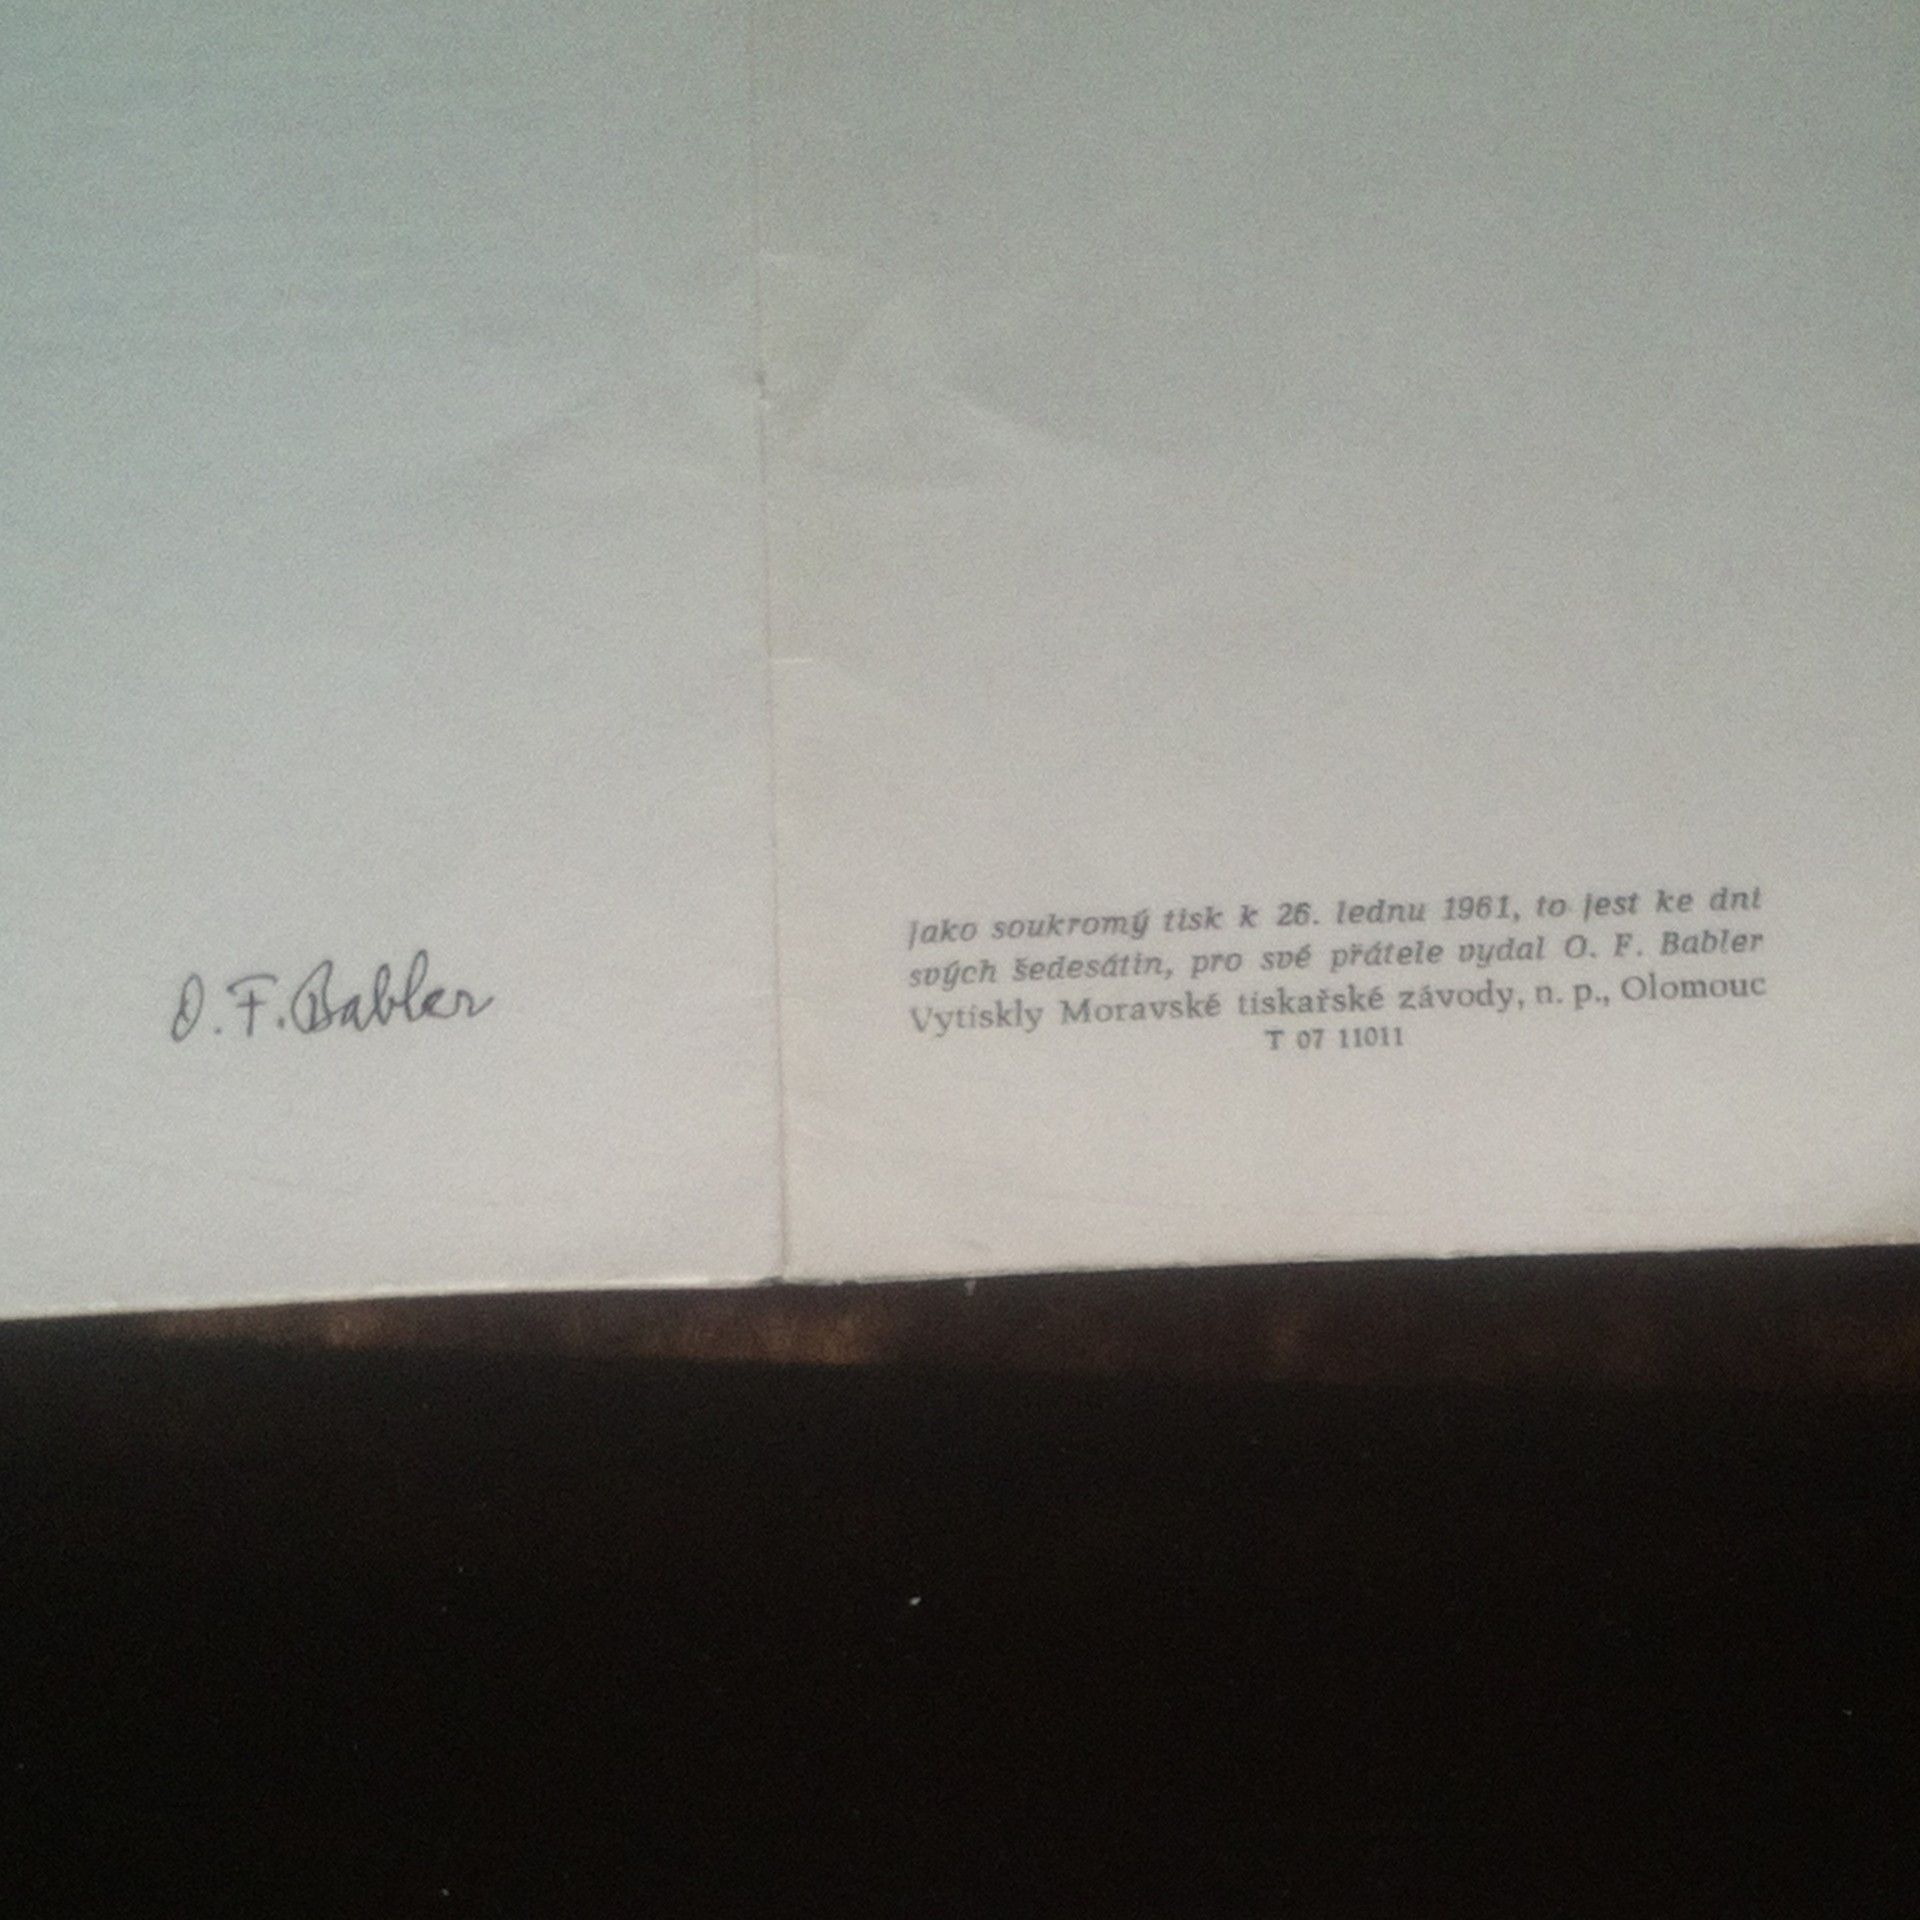 O. F. Babler
Jako soukromý tisk k 26. lednu 1961, to jest ke dni
svých šedesátin, pro své přátele vydal O. F. Babler
Vytiskly Moravské tiskařské závody, n. p., Olomouc
T 07 11011